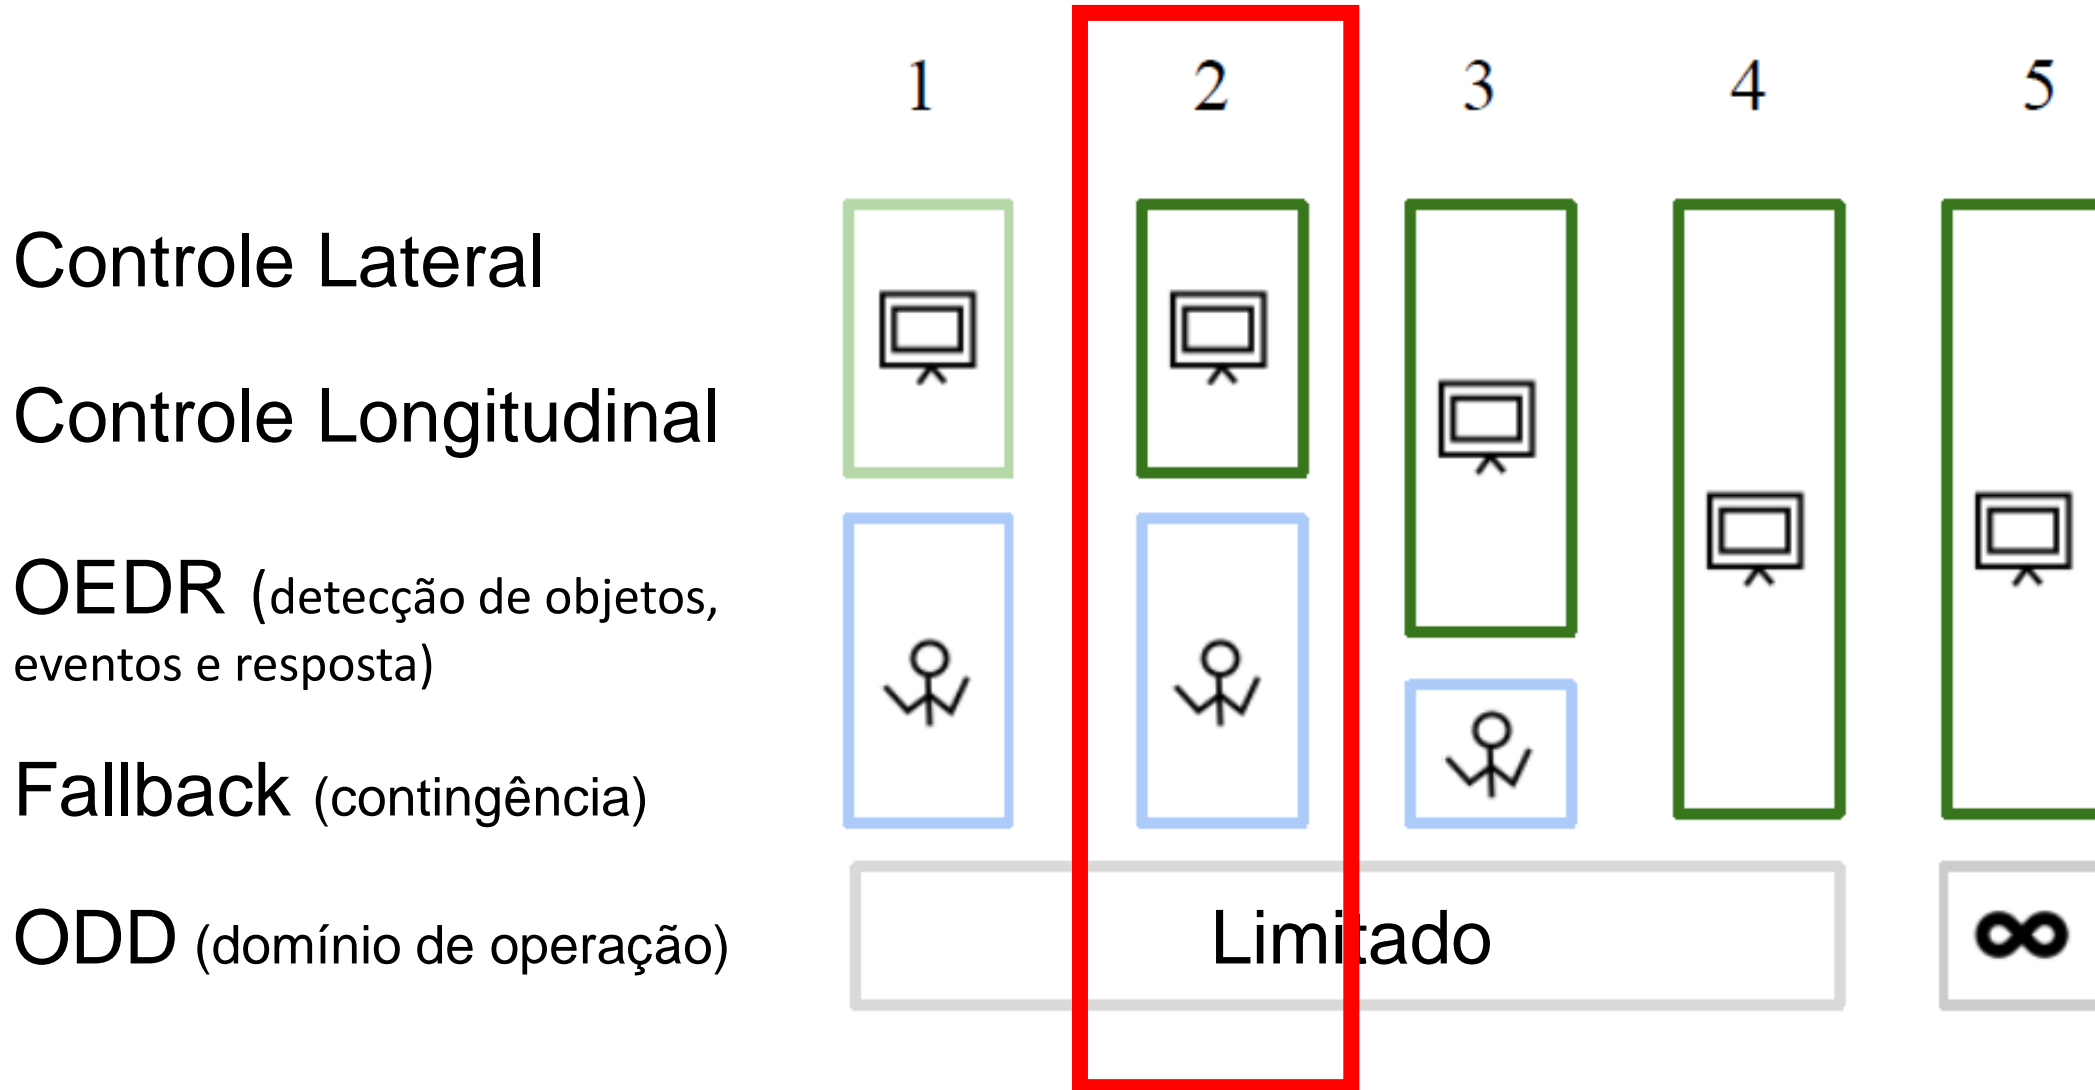 1 2 3 4 5
Controle Lateral
Controle Longitudinal
OEDR (detecção de objetos,
eventos e resposta)
Fallback (contingência)
ODD (domínio de operação)
Limitado
∞